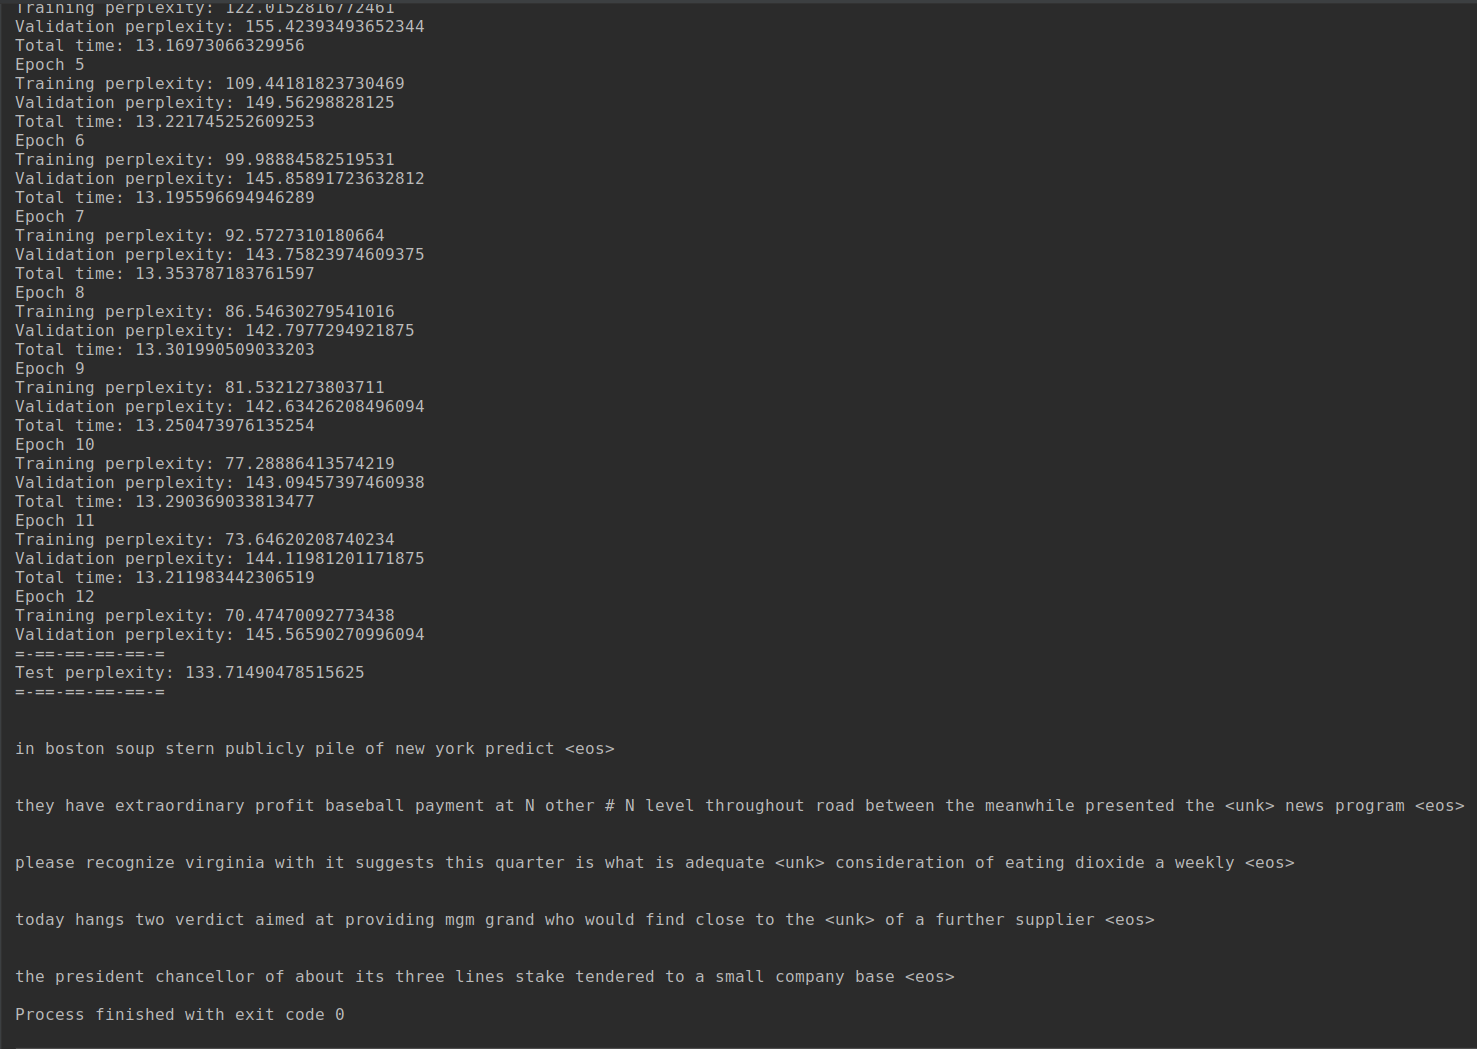 Training perplexity: 122.0152816772461
Validation perplexity: 155.42393493652344
Total time: 13.16973066329956
Epoch 5
Training perplexity: 109.44181823730469
Validation perplexity: 149.56298828125
Total time: 13.221745252609253
Epoch 6
Training perplexity: 99.98884582519531
Validation perplexity: 145.85891723632812
Total time: 13.195596694946289
Epoch 7
Training perplexity: 92.5727310180664
Validation perplexity: 143.75823974609375
Total time: 13.353787183761597
Epoch 8
Training perplexity: 86.54630279541016
Validation perplexity: 142.7977294921875
Total time: 13.301990509033203
Epoch 9
Training perplexity: 81.5321273803711
Validation perplexity: 142.63426208496094
Total time: 13.250473976135254
Epoch 10
Training perplexity: 77.28886413574219
Validation perplexity: 143.09457397460938
Total time: 13.290369033813477
Epoch 11
Training perplexity: 73.64620208740234
Validation perplexity: 144.11981201171875
Total time: 13.211983442306519
Epoch 12
Training perplexity: 70.47470092773438
Validation perplexity: 145.56590270996094
=-==-==-==-==-=
Test perplexity: 133.71490478515625
=-==-==-==-==-=
in boston soup stern publicly pile of new york predict <eos>
they have extraordinary profit baseball payment at N other # N level throughout road between the meanwhile presented the <unk> news program <eos>
please recognize virginia with it suggests this quarter is what is adequate <unk> consideration of eating dioxide a weekly <eos>
today hangs two verdict aimed at providing mgm grand who would find close to the <unk> of a further supplier <eos>
the president chancellor of about its three lines stake tendered to a small company base <eos>
Process finished with exit code 0